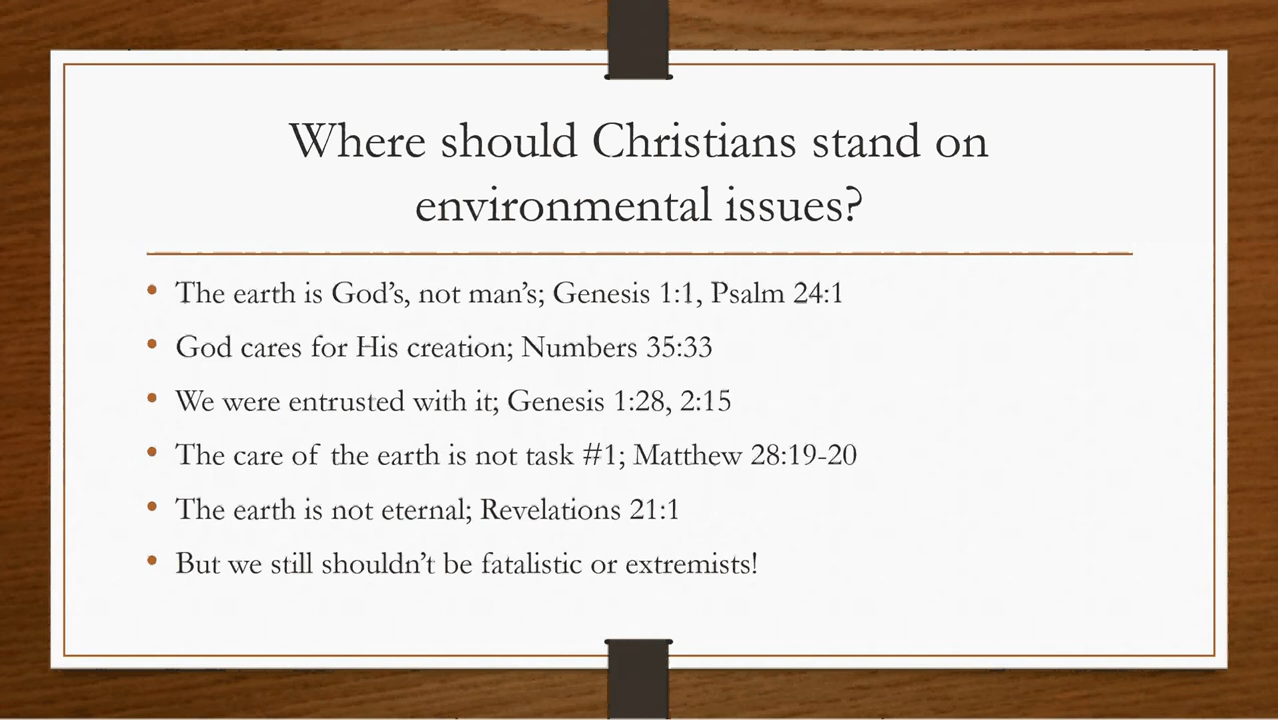 Where should Christians stand on
environmental issues?
• The earth is God’s, not man’s; Genesis 1:1, Psalm 24:1
• God cares for His creation; Numbers 35:33
• We were entrusted with it; Genesis 1:28, 2:15
• The care of the earth is not task #1; Matthew 28:19-20
• The earth is not eternal; Revelations 21:1
• But we still shouldn’t be fatalistic or extremists!